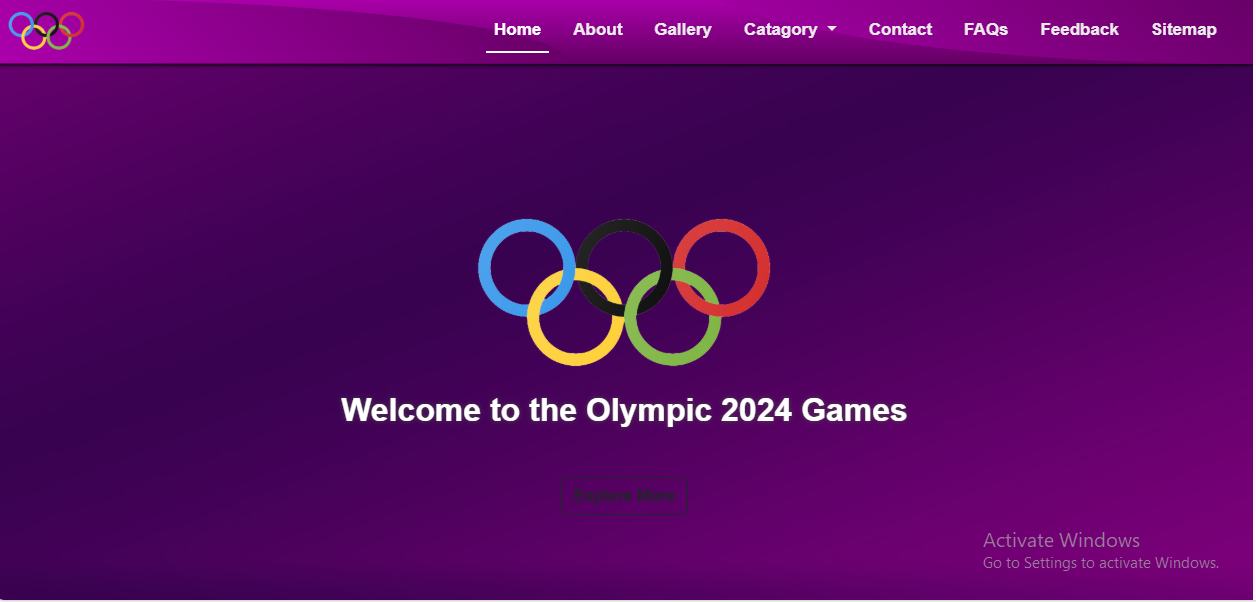 Home About Gallery Catagory Contact FAQs Feedback Sitemap
Welcome to the Olympic 2024 Games
Explore More
Activate Windows
Go to Settings to activate Windows.